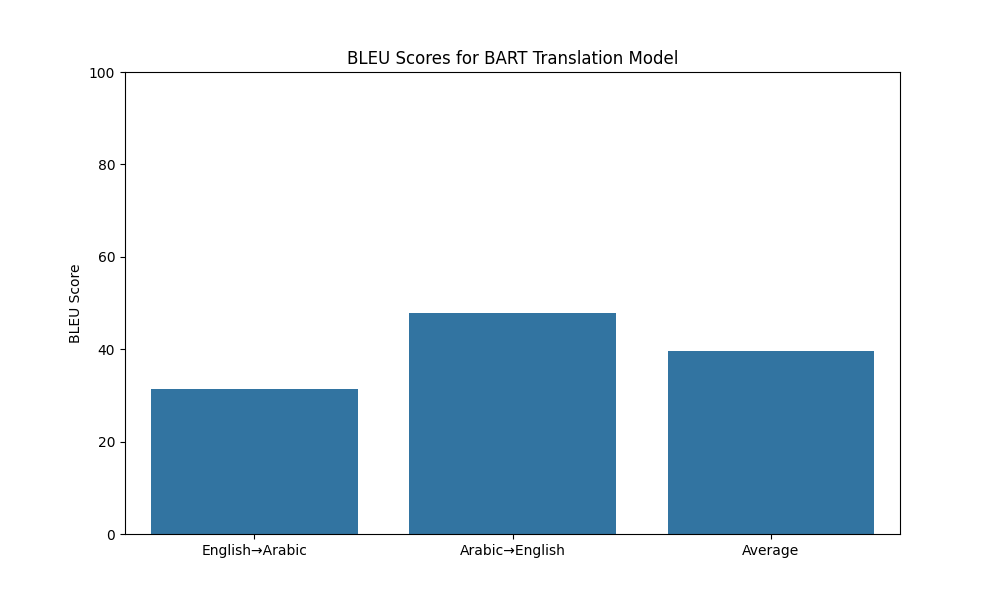 BLEU Scores for BART Translation Model
100
80
60
40
20
0
BLEU Score
English→Arabic
Arabic→English
Average